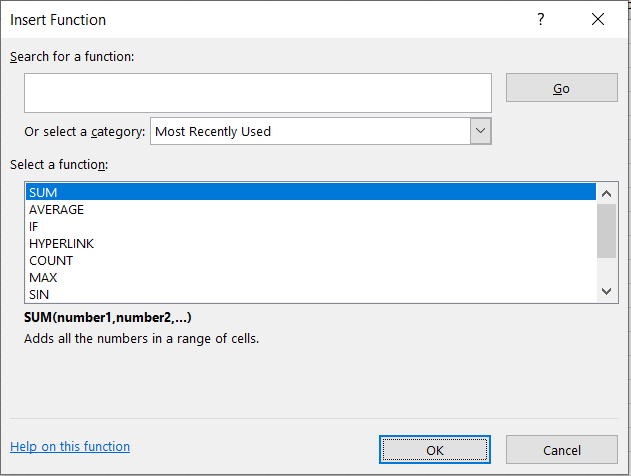 Insert Function
?
Search for a function:
Go
Or select a category: Most Recently Used
Select a function:
SUM
AVERAGE
IF
HYPERLINK
COUNT
MAX
SIN
SUM(number1,number2,...)
Adds all the numbers in a range of cells.
Help on this function
OK
Cancel